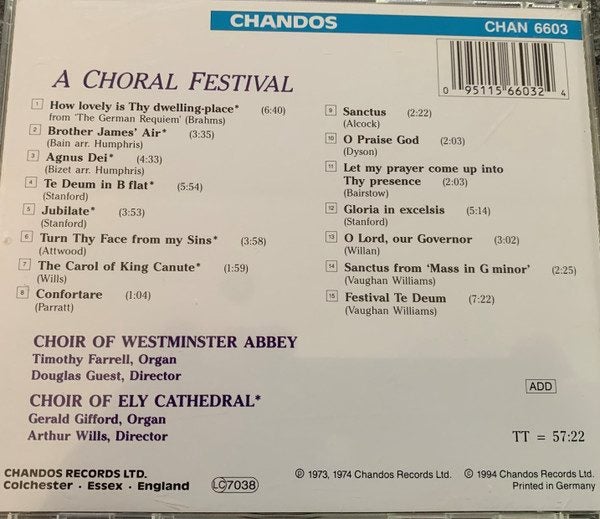 CHANDOS
CHAN 6603
0 95115 66032 4
A CHORAL FESTIVAL
1 How lovely is Thy dwelling-place* (6:40)
from 'The German Requiem' (Brahms)
2 Brother James' Air* (3:35)
(Bain arr. Humphris)
3 Agnus Dei* (4:33)
(Bizet arr. Humphris)
4 Te Deum in B flat* (5:54)
(Stanford)
5 Jubilate* (3:53)
(Stanford)
6 Turn Thy Face from my Sins* (3:58)
(Attwood)
7 The Carol of King Canute* (1:59)
(Wills)
8 Confortare (1:04)
(Parratt)
9 Sanctus (2:22)
(Alcock)
10 O Praise God (2:03)
(Dyson)
11 Let my prayer come up into
Thy presence (2:03)
(Bairstow)
12 Gloria in excelsis (5:14)
(Stanford)
13 O Lord, our Governor (3:02)
(Willan)
14 Sanctus from 'Mass in G minor' (2:25)
(Vaughan Williams)
15 Festival Te Deum (7:22)
(Vaughan Williams)
CHOIR OF WESTMINSTER ABBEY
Timothy Farrell, Organ
Douglas Guest, Director
CHOIR OF ELY CATHEDRAL*
Gerald Gifford, Organ
Arthur Wills, Director
ADD
TT = 57:22
CHANDOS RECORDS LTD.
Colchester · Essex · England
LC 7038
℗ 1973, 1974 Chandos Records Ltd. © 1994 Chandos Records Ltd.
Printed in Germany